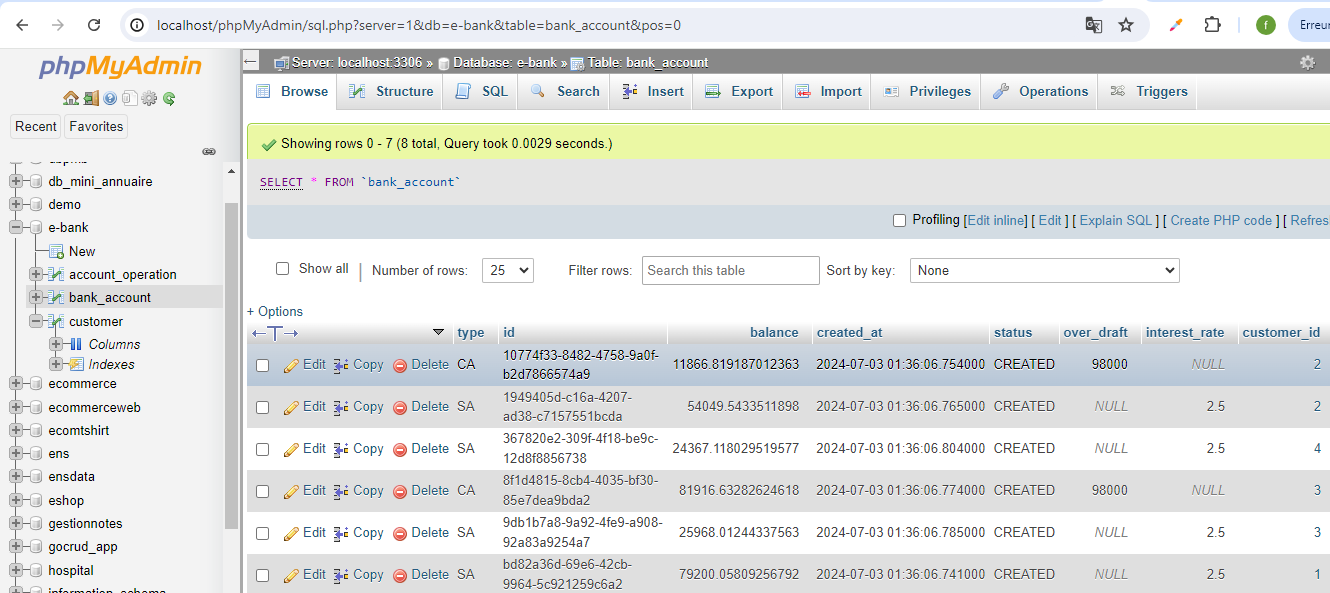 localhost/phpMyAdmin/sql.php?server=1&db=e-bank&table=bank_account&pos=0
f
Erreur
phpMyAdmin
Recent Favorites
db_mini_annuaire
demo
e-bank
New
account_operation
bank_account
customer
Columns
Indexes
ecommerce
ecommerceweb
ecomtshirt
ens
ensdata
eshop
gestionnotes
gocrud_app
hospital
information_schema
Server: localhost:3306 » Database: e-bank » Table: bank_account
Browse Structure SQL Search Insert Export Import Privileges Operations Triggers
Showing rows 0 - 7 (8 total, Query took 0.0029 seconds.)
SELECT * FROM `bank_account`
Profiling [Edit inline] [ Edit ] [ Explain SQL ] [ Create PHP code ] [ Refres
Show all | Number of rows: 25 Filter rows: Search this table Sort by key: None
+ Options
←T→ type id balance created_at status over_draft interest_rate customer_id
Edit Copy Delete CA 10774f33-8482-4758-9a0f-b2d7866574a9 11866.819187012363 2024-07-03 01:36:06.754000 CREATED 98000 NULL 2
Edit Copy Delete SA 1949405d-c16a-4207-ad38-c7157551bcda 54049.5433511898 2024-07-03 01:36:06.765000 CREATED NULL 2.5 2
Edit Copy Delete SA 367820e2-309f-4f18-be9c-12d8f8856738 24367.118029519577 2024-07-03 01:36:06.804000 CREATED NULL 2.5 4
Edit Copy Delete CA 8f1d4815-8cb4-4035-bf30-85e7dea9bda2 81916.63282624618 2024-07-03 01:36:06.774000 CREATED 98000 NULL 3
Edit Copy Delete SA 9db1b7a8-9a92-4fe9-a908-92a83a9254a7 25968.01244337563 2024-07-03 01:36:06.785000 CREATED NULL 2.5 3
Edit Copy Delete SA bd82a36d-69e6-42cb-9964-5c921259c6a2 79200.05809256792 2024-07-03 01:36:06.741000 CREATED NULL 2.5 1